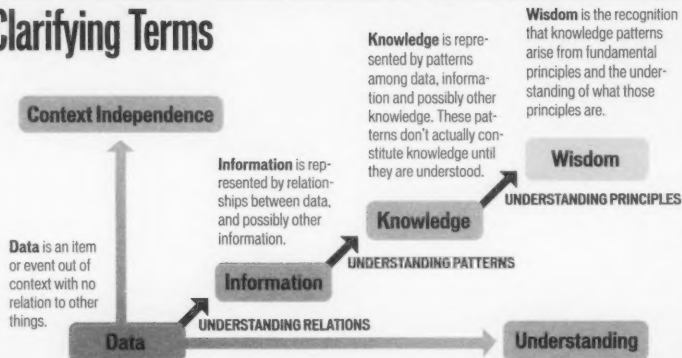 Clarifying Terms
Context Independence
Data is an item
or event out of
context with no
relation to other
things.
Data
UNDERSTANDING RELATIONS
Information is rep-
resented by relation-
ships between data,
and possibly other
information.
Information
UNDERSTANDING PATTERNS
Knowledge is repre-
sented by patterns
among data, informa-
tion and possibly other
knowledge. These pat-
terns don't actually con-
stitute knowledge until
they are understood.
Knowledge
UNDERSTANDING PRINCIPLES
Wisdom is the recognition
that knowledge patterns
arise from fundamental
principles and the under-
standing of what those
principles are.
Wisdom
Understanding